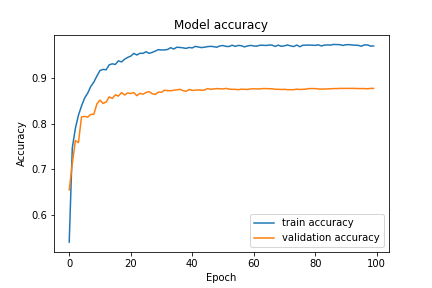 Model accuracy
Accuracy
0.9
0.8
0.7
0.6
0 20 40 60 80 100
Epoch
train accuracy
validation accuracy